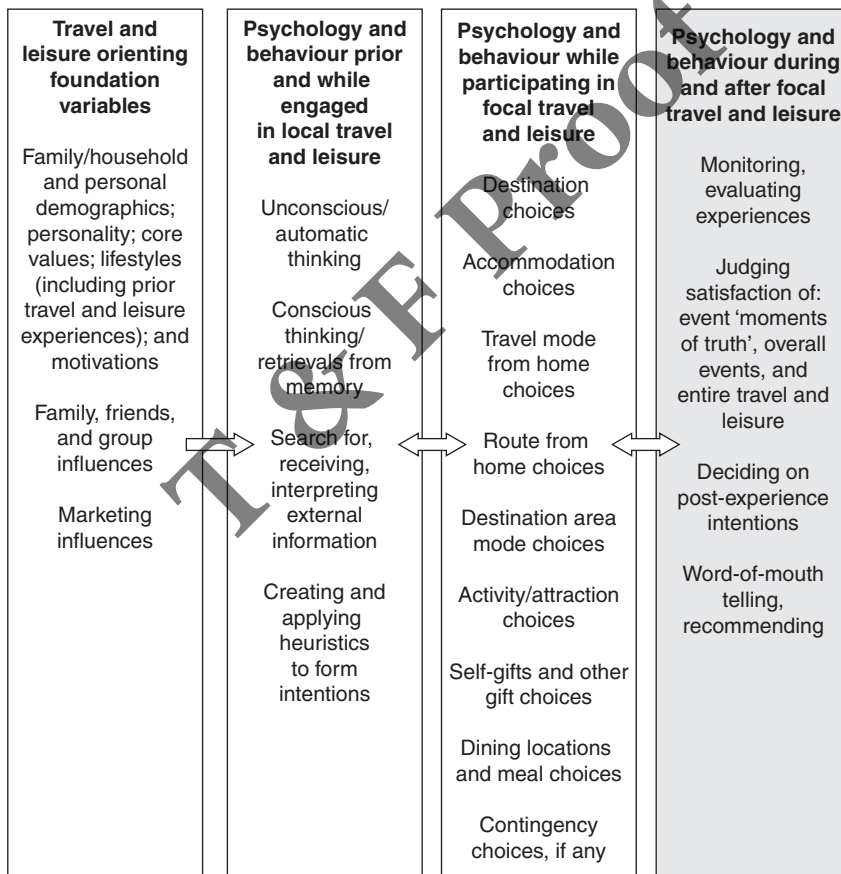 Travel and
leisure orienting
foundation
variables
Family/household
and personal
demographics;
personality; core
values; lifestyles
(including prior
travel and leisure
experiences); and
motivations
Family, friends,
and group
influences
Marketing
influences
Psychology and
behaviour prior
and while
engaged
in local travel
and leisure
Unconscious/
automatic
thinking
Conscious
thinking/
retrievals from
memory
Search for,
receiving,
interpreting
external
information
Creating and
applying
heuristics
to form
intentions
Psychology and
behaviour while
participating in
focal travel
and leisure
Destination
choices
Accommodation
choices
Travel mode
from home
choices
Route from
home choices
Destination area
mode choices
Activity/attraction
choices
Self-gifts and other
gift choices
Dining locations
and meal choices
Contingency
choices, if any
Psychology and
behaviour during
and after focal
travel and leisure
Monitoring,
evaluating
experiences
Judging
satisfaction of:
event ‘moments
of truth’, overall
events, and
entire travel and
leisure
Deciding on
post-experience
intentions
Word-of-mouth
telling,
recommending
T & F Proof